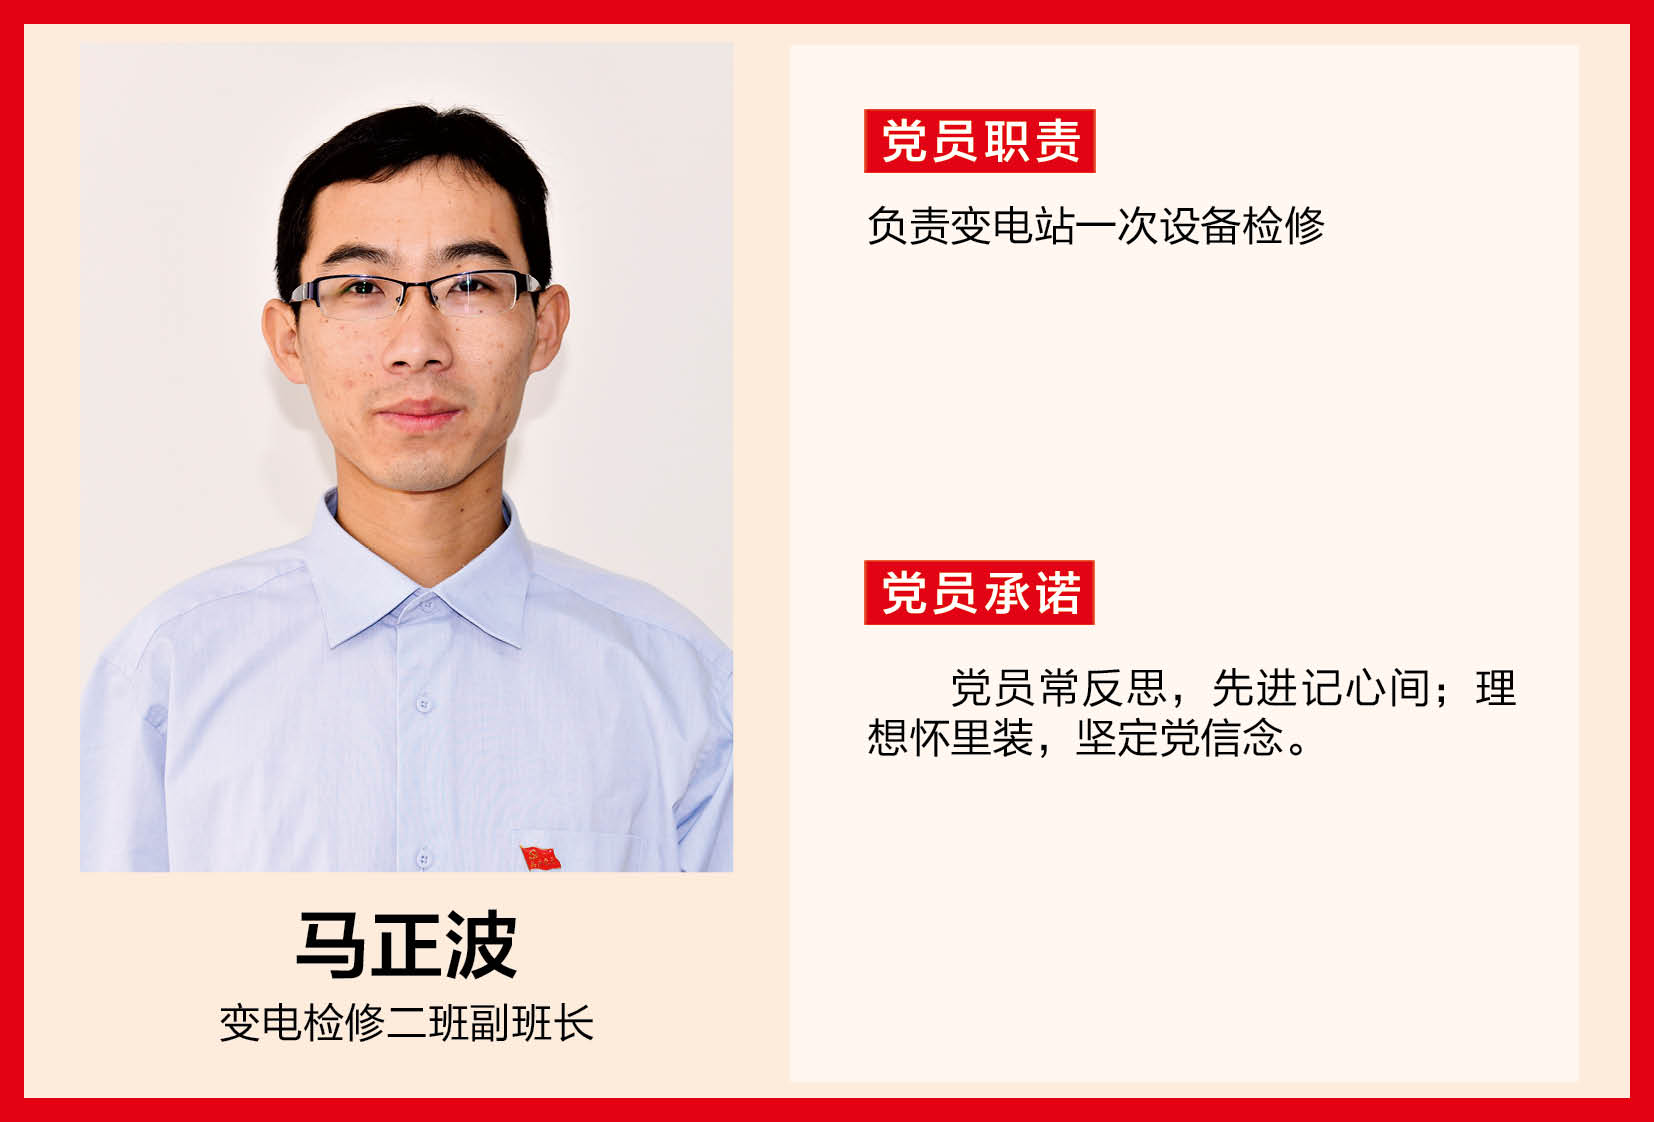 马正波
变电检修二班副班长
党员职责
负责变电站一次设备检修
党员承诺
党员常反思，先进记心间；理
想怀里装，坚定党信念。